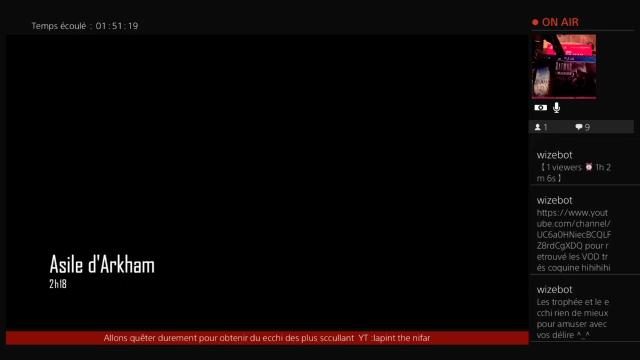 Temps écoulé : 01:51:19
ON AIR
1
9
wizebot
【 1 viewers ⏰ 1h 2
m 6s 】
wizebot
https://www.yout
ube.com/channel/
UC6a0HNiecBCQLF
Z8rdCgXDQ pour r
etrouvé les VOD tr
és coquine hihihihi
Asile d'Arkham
2h18
wizebot
Les trophée et le e
cchi rien de mieux
pour amuser avec
vos délire ^_^
Allons quêter durement pour obtenir du ecchi des plus sccullant YT :lapint the nifar